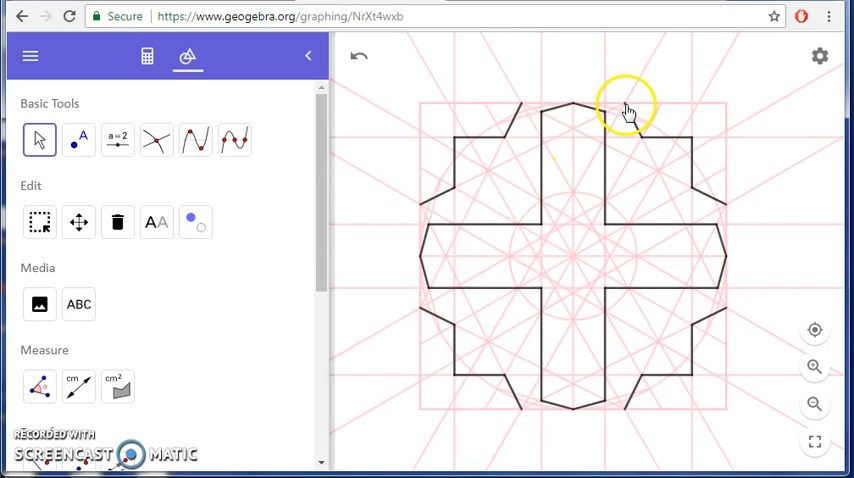 Secure https://www.geogebra.org/graphing/NrXt4wxb
Basic Tools
A
a=2
Edit
AA
Media
ABC
Measure
α
cm
cm²
RECORDED WITH
SCREENCAST MATIC